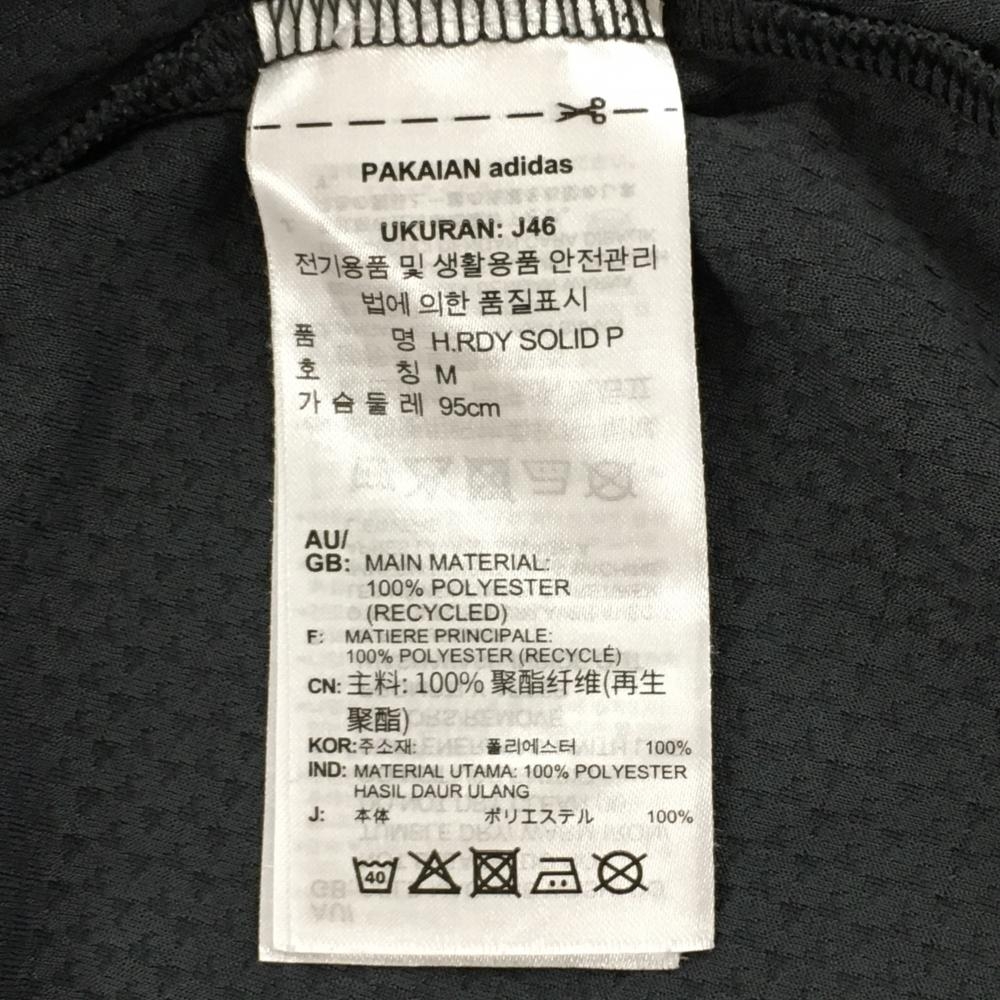 PAKAIAN adidas
UKURAN: J46
전기용품 및 생활용품 안전관리
법에 의한 품질표시
품 명 H.RDY SOLID P
호 칭 M
가 슴 둘 레 95cm
AU/
GB: MAIN MATERIAL:
100% POLYESTER
(RECYCLED)
F: MATIERE PRINCIPALE:
100% POLYESTER (RECYCLÉ)
CN: 主料: 100% 聚酯纤维(再生
聚酯)
KOR:주소재: 폴리에스터 100%
IND: MATERIAL UTAMA: 100% POLYESTER
HASIL DAUR ULANG
J: 本体 ポリエステル 100%
40